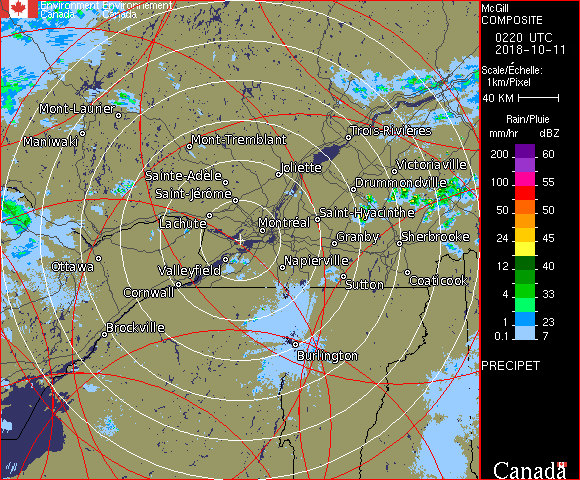 Environment Environnement
Canada Canada
McGill
COMPOSITE
0220 UTC
2018-10-11
Scale/Échelle:
1km/Pixel
40 KM
Rain/Pluie
mm/hr dBZ
200 60
100 55
50 50
24 45
12 40
4 33
1 23
0.1 7
PRECIPET
Canada
Mont-Laurier
Maniwaki
Mont-Tremblant
Trois-Rivières
Sainte-Adèle
Joliette
Victoriaville
Saint-Jérôme
Drummondville
Lachute
Montréal
Saint-Hyacinthe
Ottawa
Valleyfield
Napierville
Granby
Sherbrooke
Cornwall
Sutton
Coaticook
Brockville
Burlington